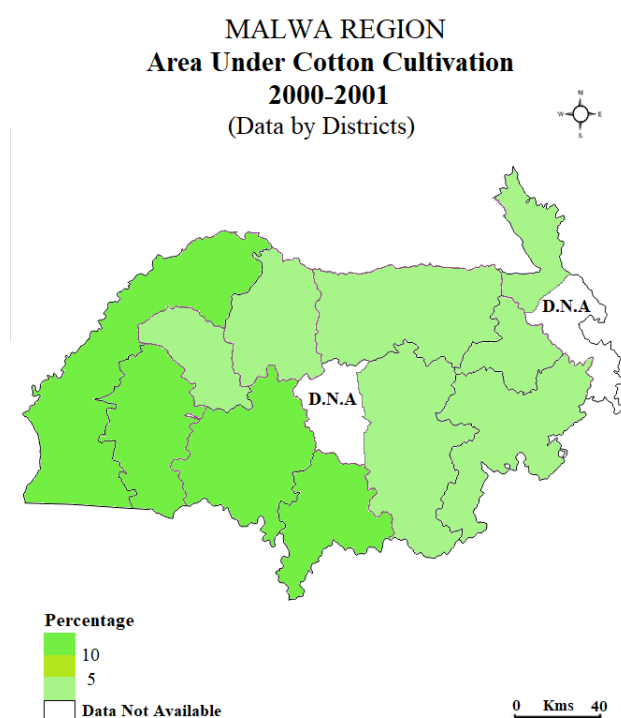 MALWA REGION
Area Under Cotton Cultivation
2000-2001
(Data by Districts)
N
W E
S
D.N.A
D.N.A
Percentage
10
5
Data Not Available
0 Kms 40